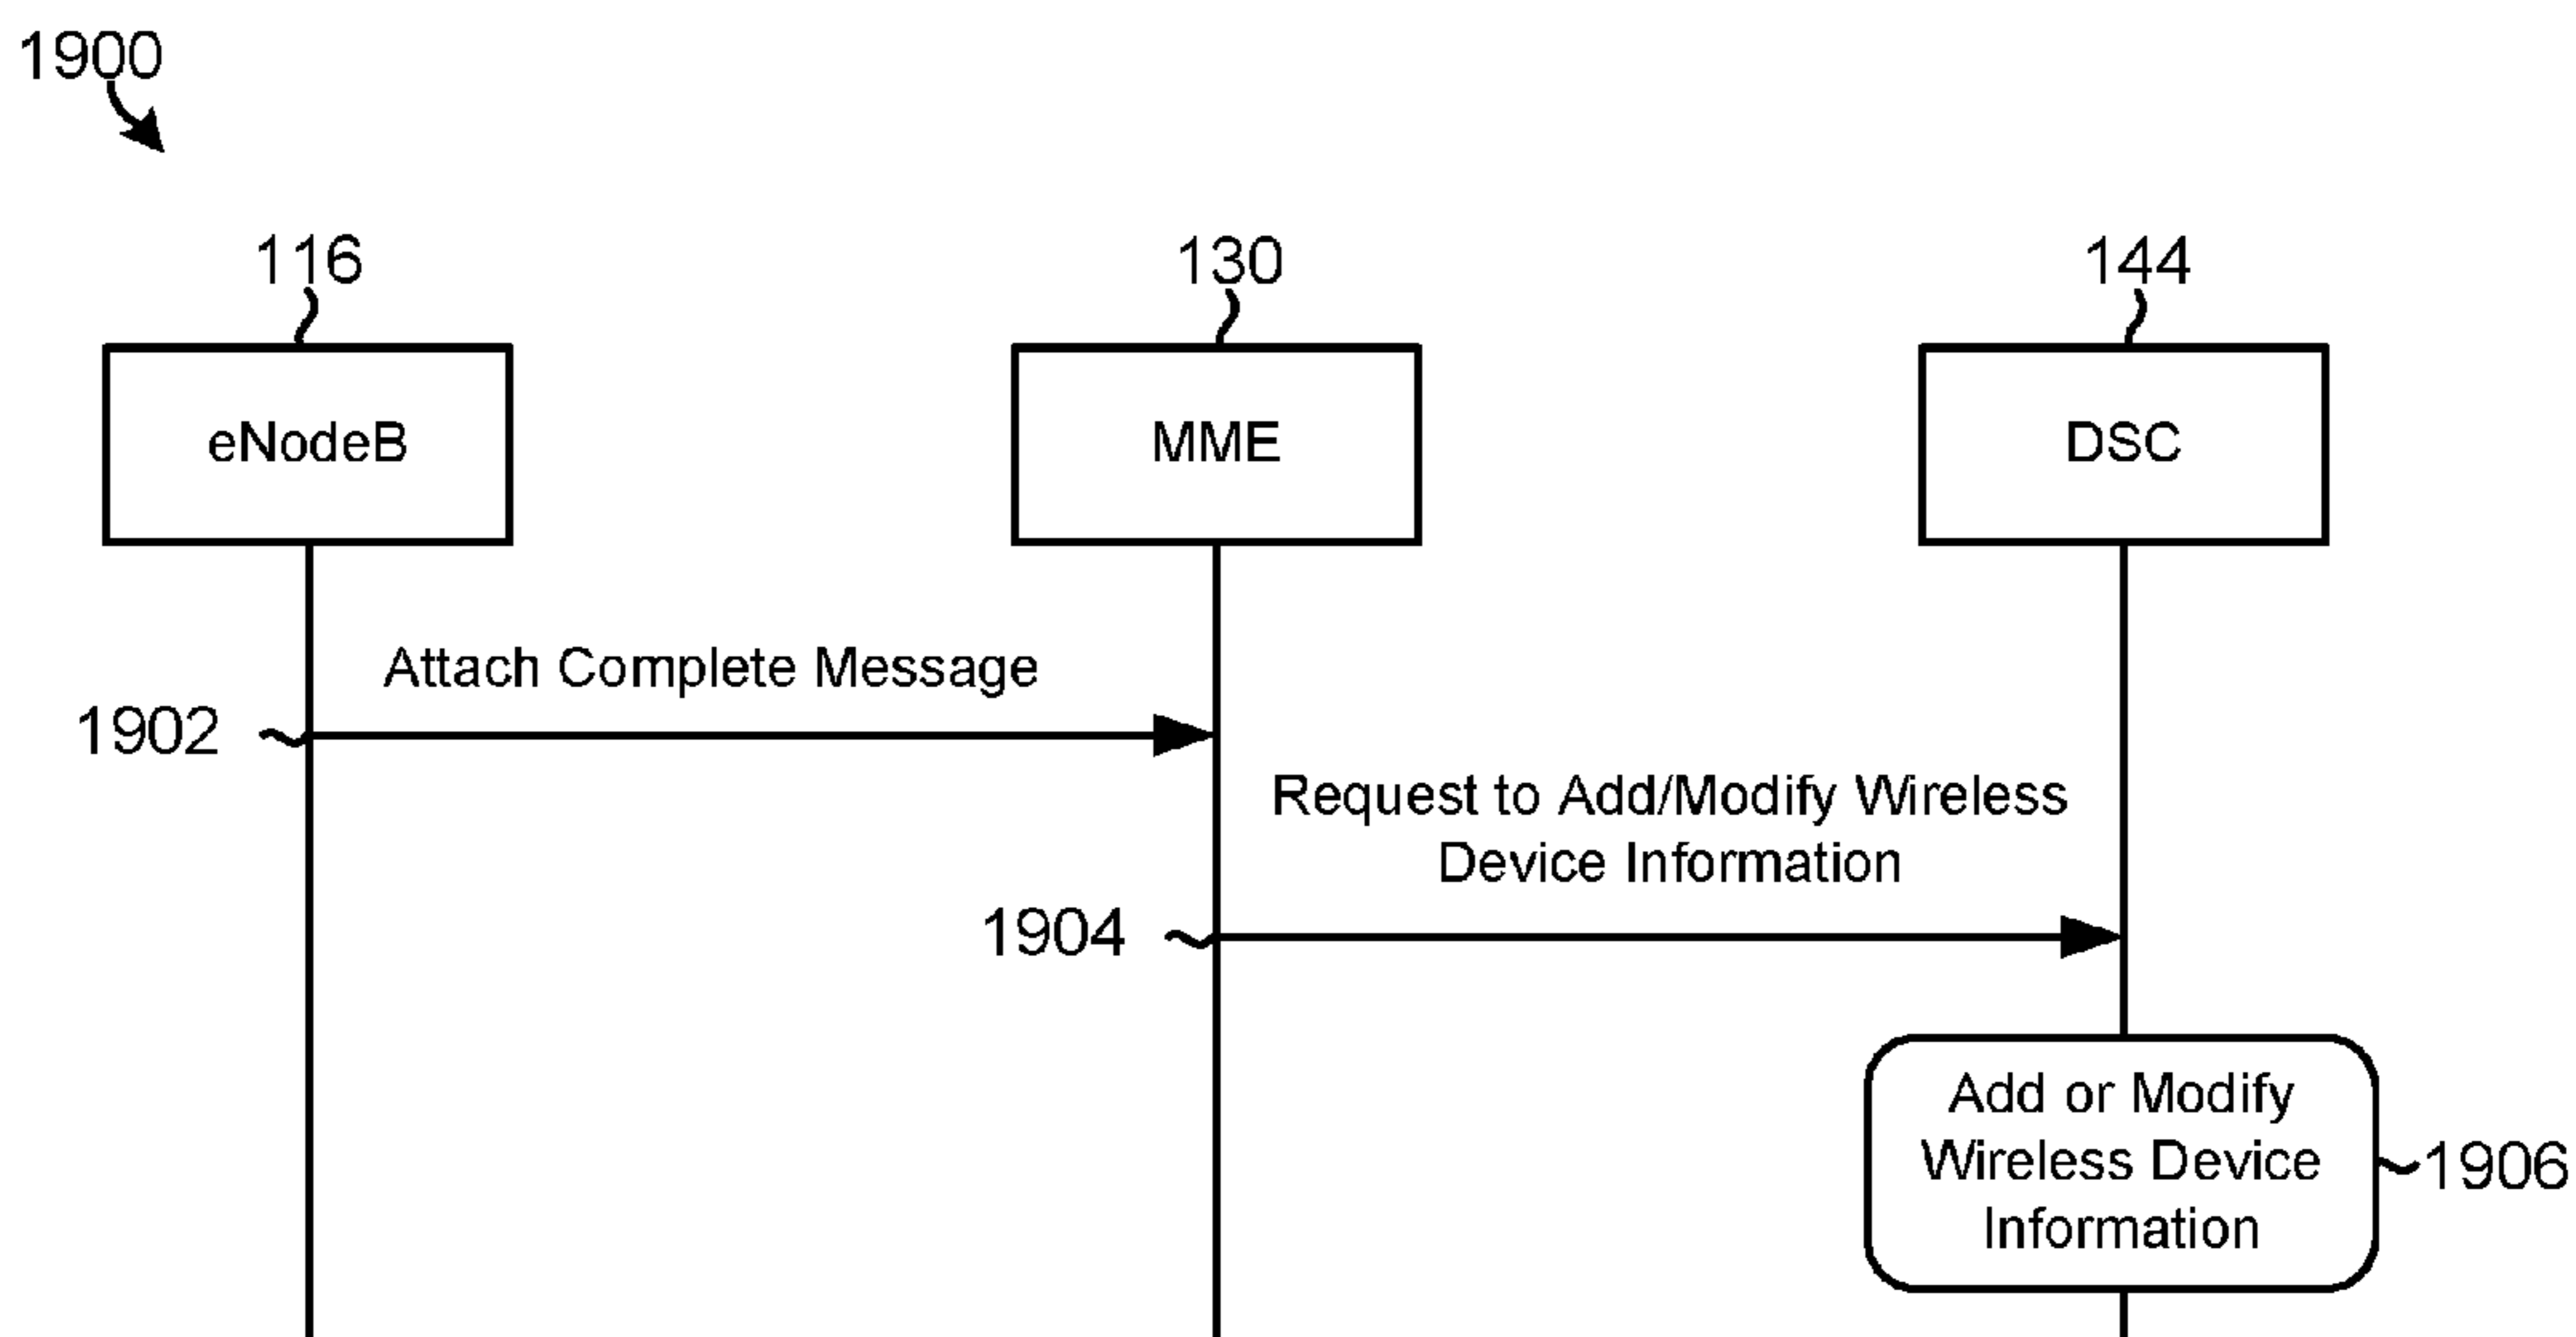 1900
116
130
144
eNodeB
MME
DSC
Attach Complete Message
1902
Request to Add/Modify Wireless
Device Information
1904
Add or Modify
Wireless Device
Information
1906